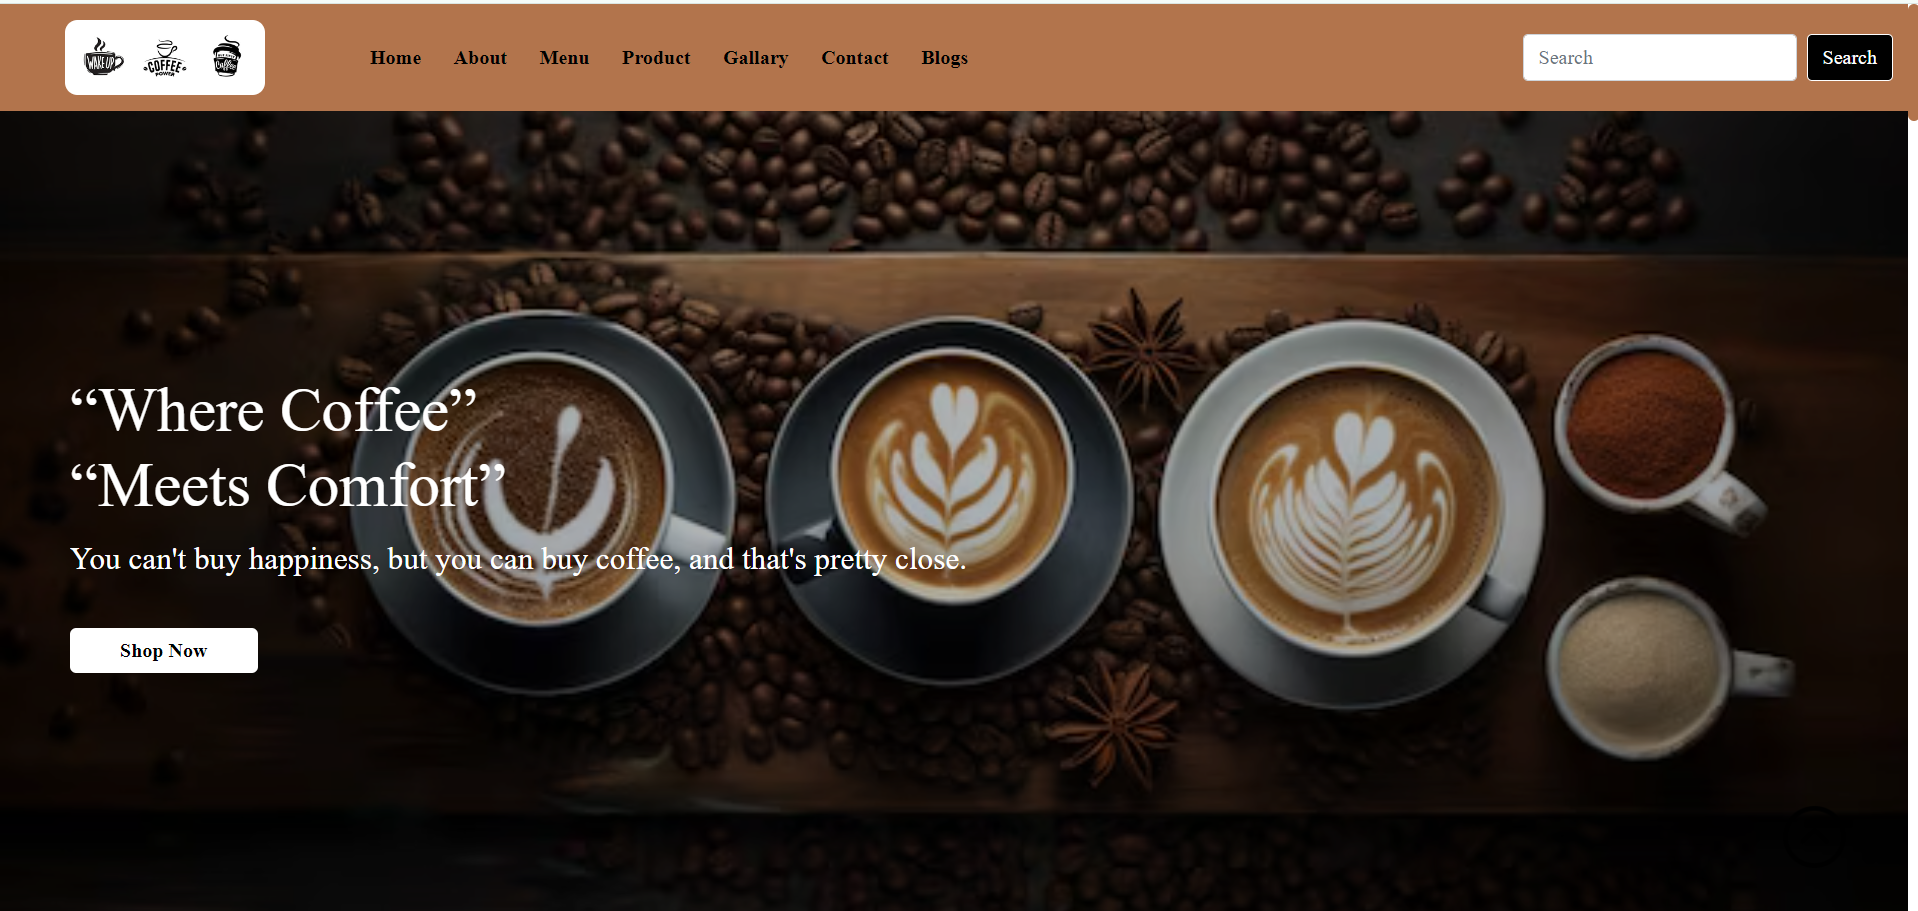 WAKE UP
COFFEE
POWER
Coffee
Home About Menu Product Gallary Contact Blogs
Search
Search
“Where Coffee”
“Meets Comfort”
You can't buy happiness, but you can buy coffee, and that's pretty close.
Shop Now